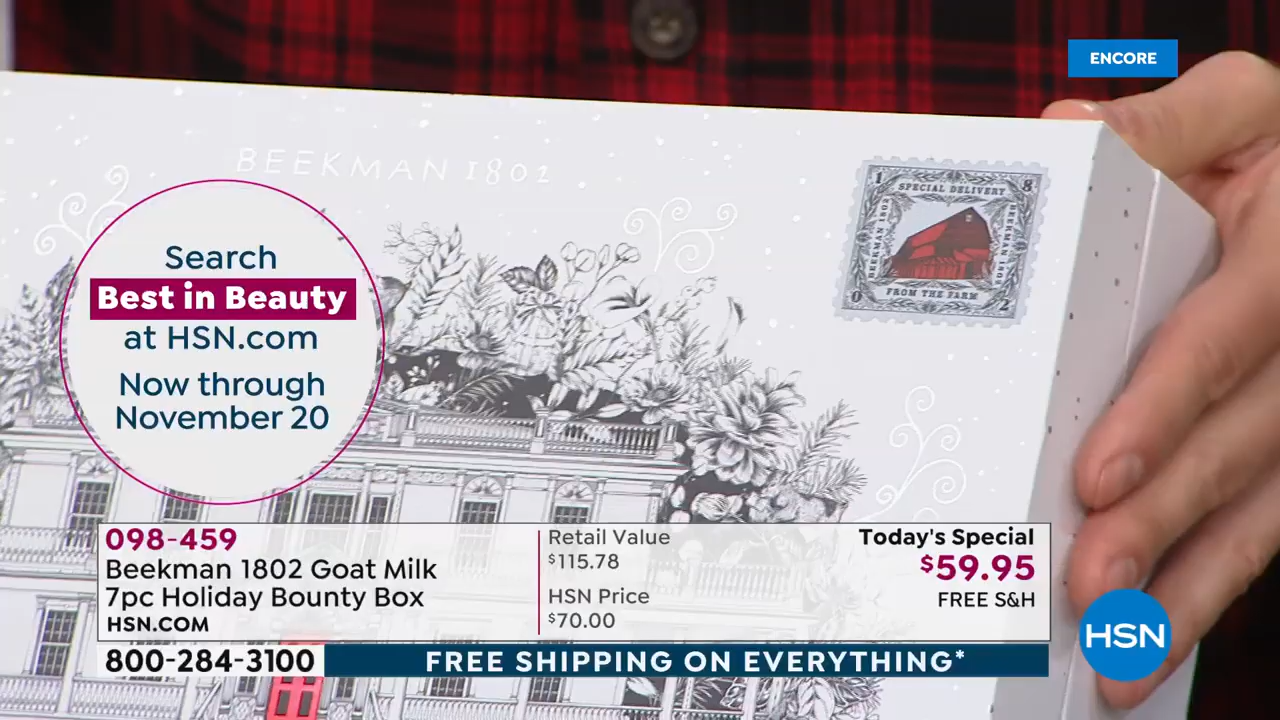 ENCORE
BEEKMAN 1802
1 8
SPECIAL DELIVERY
BEEKMAN 1802
BEEKMAN 1802
FROM THE FARM
0 2
Search
Best in Beauty
at HSN.com
Now through
November 20
098-459
Beekman 1802 Goat Milk
7pc Holiday Bounty Box
HSN.COM
Retail Value
$115.78
HSN Price
$70.00
Today's Special
$59.95
FREE S&H
HSN
800-284-3100
FREE SHIPPING ON EVERYTHING*